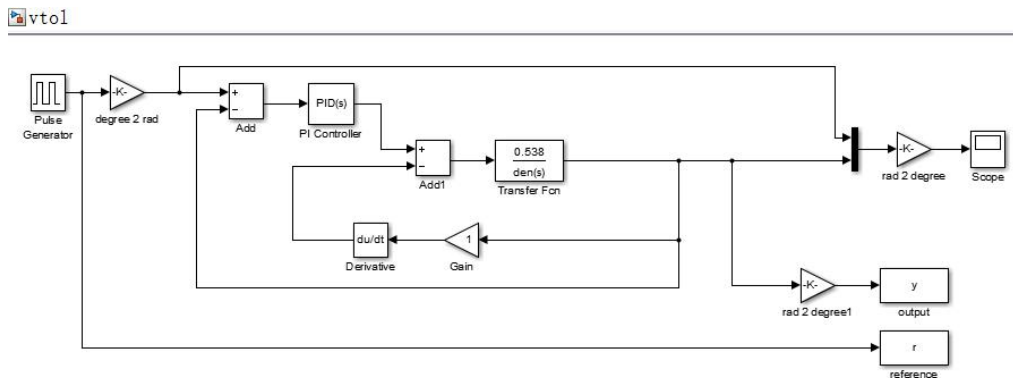 vtol
Pulse
Generator
-K-
degree 2 rad
+
−
Add
PID(s)
PI Controller
+
−
Add1
0.538
den(s)
Transfer Fcn
du/dt
Derivative
1
Gain
-K-
rad 2 degree
Scope
-K-
rad 2 degree1
y
output
r
reference